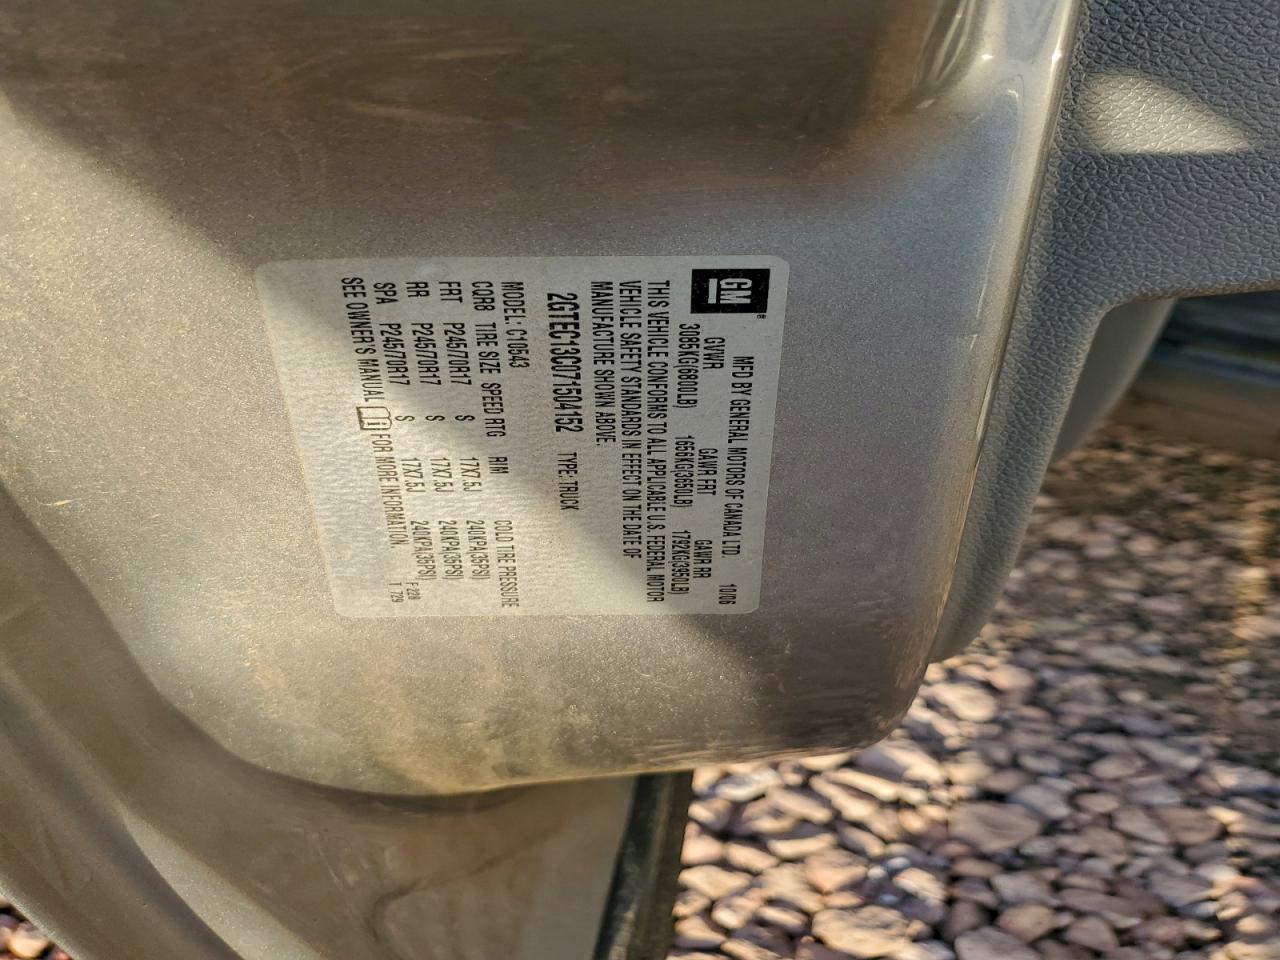 GM®
MFD BY GENERAL MOTORS OF CANADA LTD. 10/06
GVWR GAWR FRT GAWR RR
3085KG(6800LB) 1656KG(3650LB) 1792KG(3950LB)
THIS VEHICLE CONFORMS TO ALL APPLICABLE U.S. FEDERAL MOTOR
VEHICLE SAFETY STANDARDS IN EFFECT ON THE DATE OF
MANUFACTURE SHOWN ABOVE.
2GTEC13C071504152 TYPE: TRUCK
MODEL: C10543
CQRB TIRE SIZE SPEED RTG RIM COLD TIRE PRESSURE
FRT P245/70R17 S 17X7.5J 240KPA(35PSI)
RR P245/70R17 S 17X7.5J 240KPA(35PSI)
SPA P245/70R17 S 17X7.5J 240KPA(35PSI)
SEE OWNER'S MANUAL FOR MORE INFORMATION.
F 228
T 729